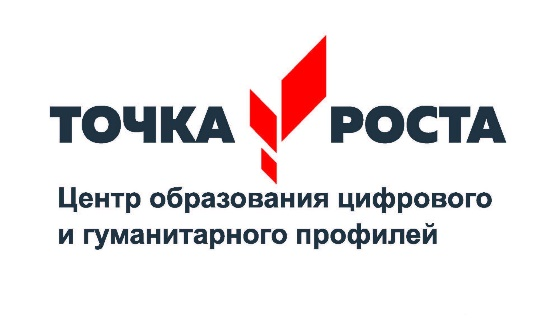 ТОЧКА РОСТА
Центр образования цифрового
и гуманитарного профилей